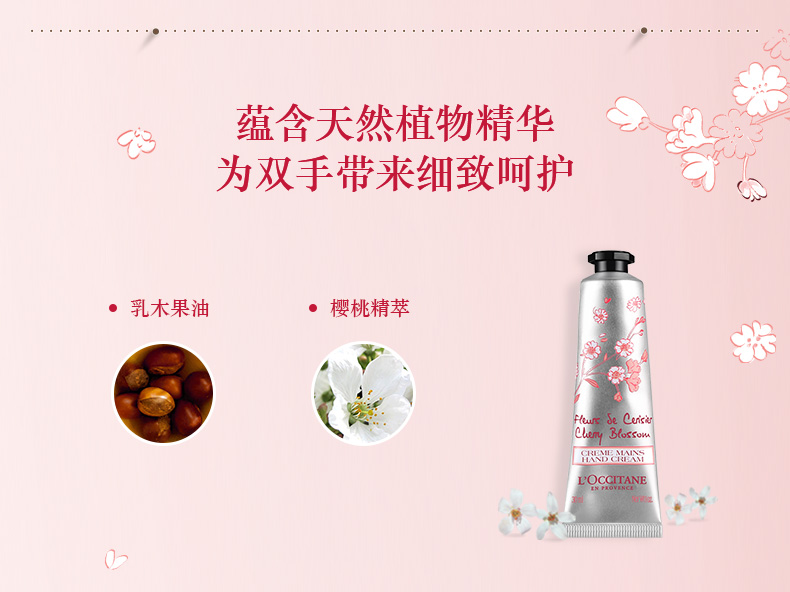 蕴含天然植物精华
为双手带来细致呵护
乳木果油
樱桃精萃
Fleurs de Cerisier
Cherry Blossom
CREME MAINS
HAND CREAM
L'OCCITANE
EN PROVENCE